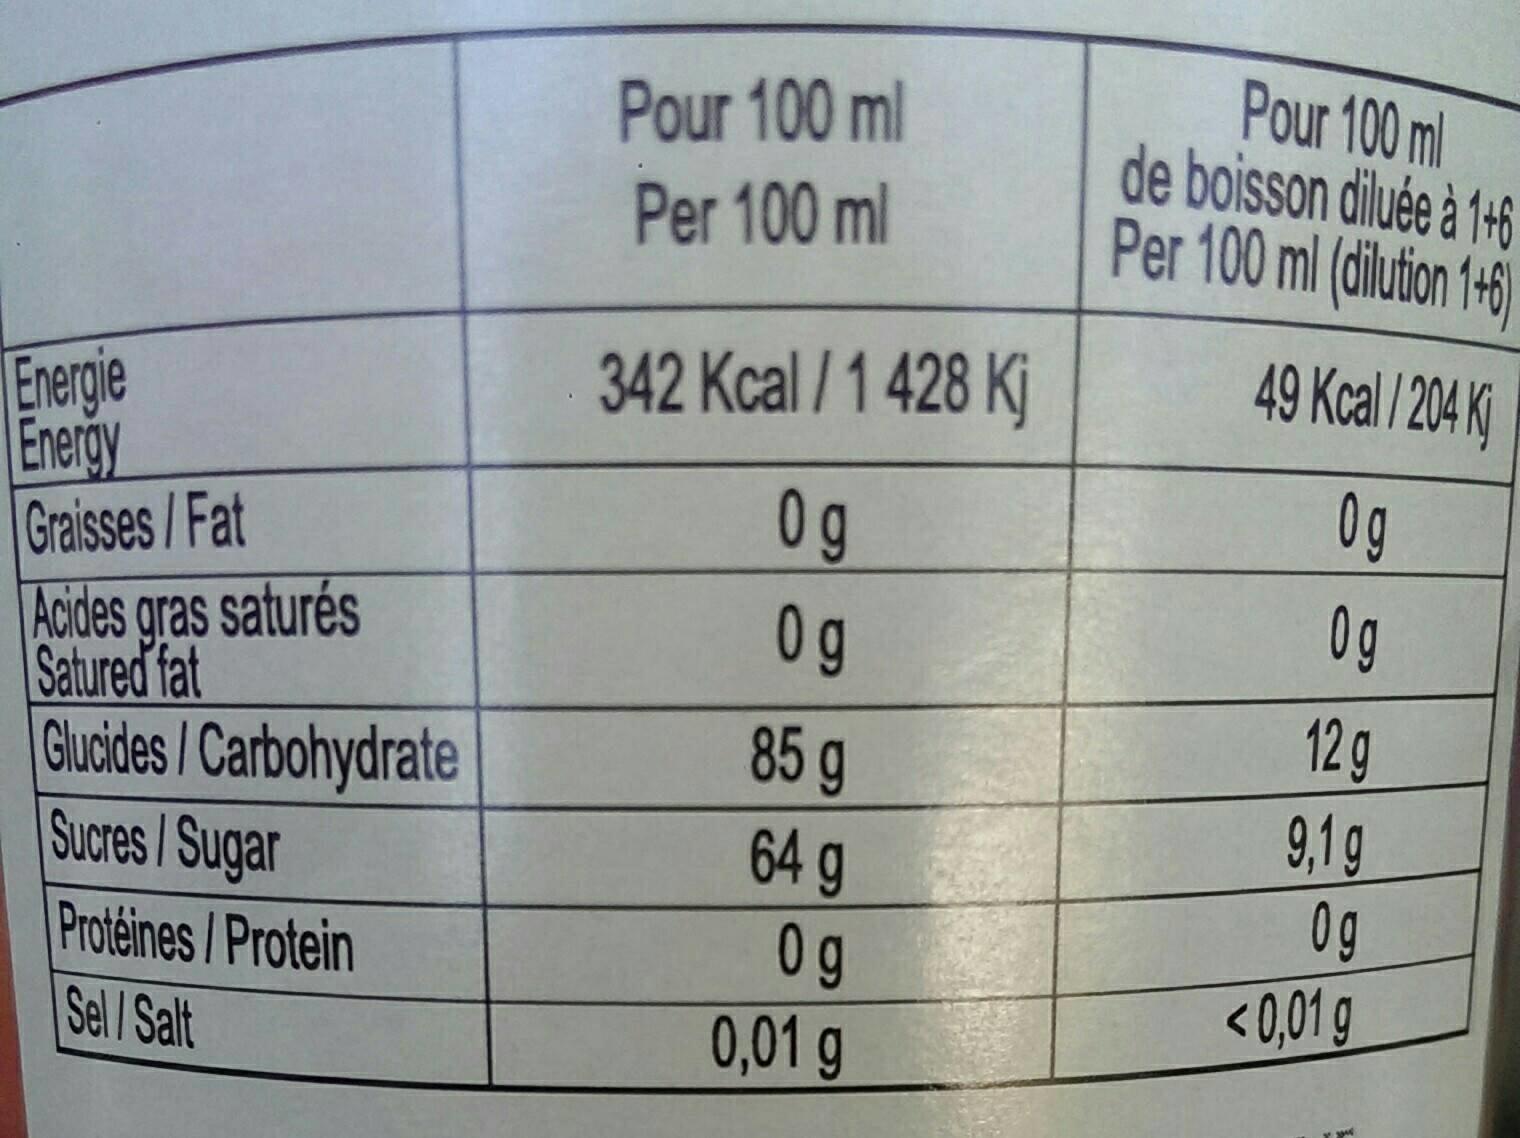 Pour 100 ml
Per 100 ml
Pour 100 ml
de boisson diluée à 1+6
Per 100 ml (dilution 1+6)
Energie
Energy
342 Kcal / 1 428 Kj
49 Kcal / 204 Kj
Graisses / Fat
0 g
0 g
Acides gras saturés
Satured fat
0 g
0 g
Glucides / Carbohydrate
85 g
12 g
Sucres / Sugar
64 g
9,1 g
Protéines / Protein
0 g
0 g
Sel / Salt
0,01 g
< 0,01 g